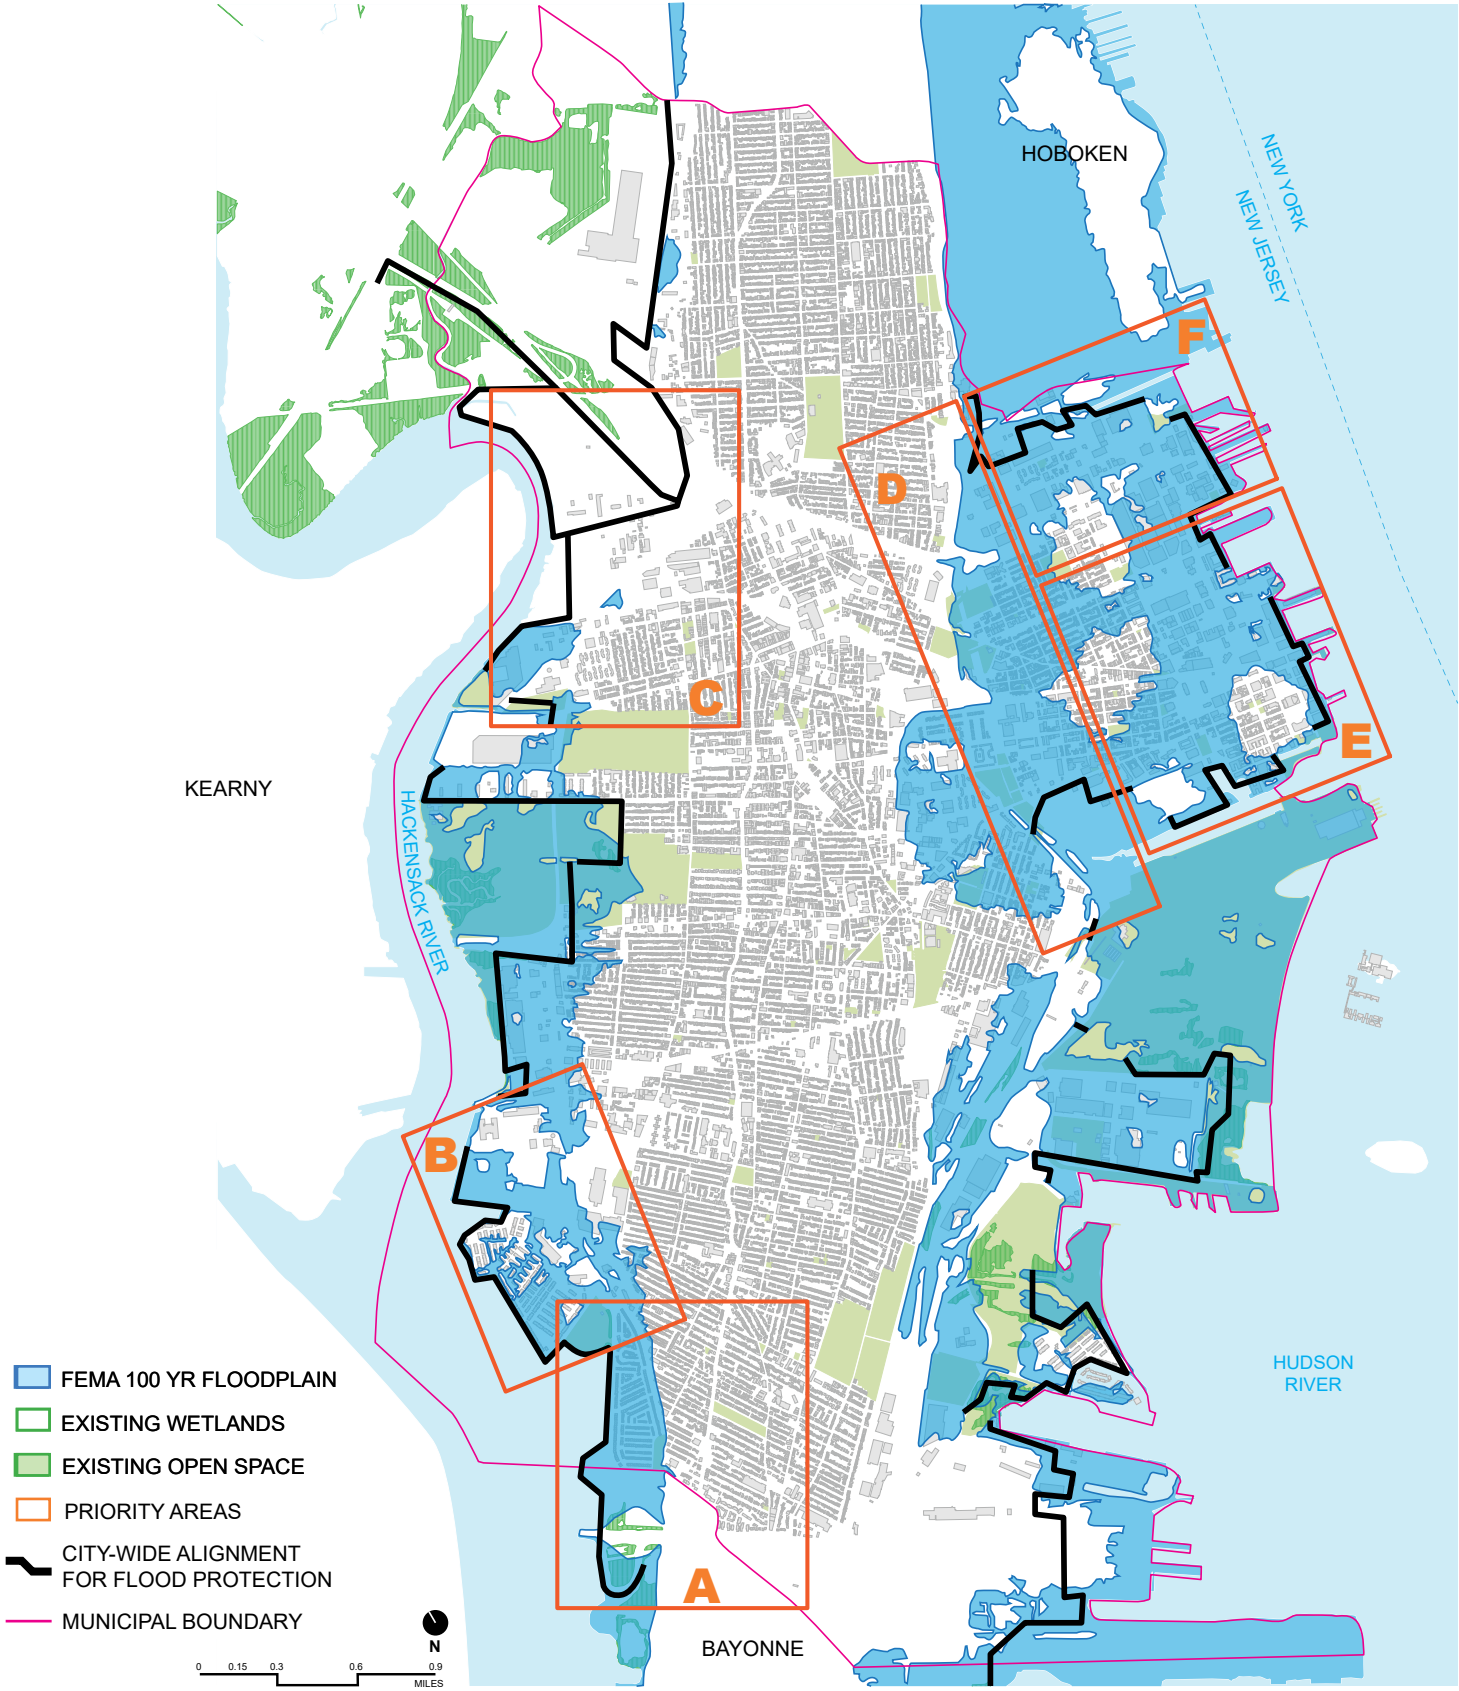 HOBOKEN
NEW YORK
NEW JERSEY
F
D
C
E
KEARNY
HACKENSACK RIVER
B
HUDSON
RIVER
A
BAYONNE
FEMA 100 YR FLOODPLAIN
EXISTING WETLANDS
EXISTING OPEN SPACE
PRIORITY AREAS
CITY-WIDE ALIGNMENT
FOR FLOOD PROTECTION
MUNICIPAL BOUNDARY
N
0 0.15 0.3 0.6 0.9
MILES